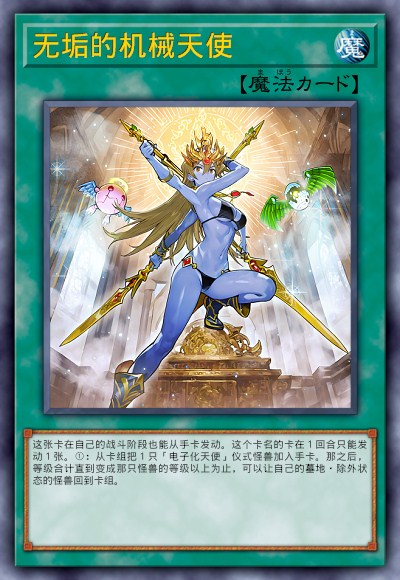 无垢的机械天使
魔
【魔法カード】
ま ほう
这张卡在自己的战斗阶段也能从手卡发动。这个卡名的卡在1回合只能发
动1张。①：从卡组把1只「电子化天使」仪式怪兽加入手卡。那之后，
等级合计直到变成那只怪兽的等级以上为止，可以让自己的墓地·除外状
态的怪兽回到卡组。